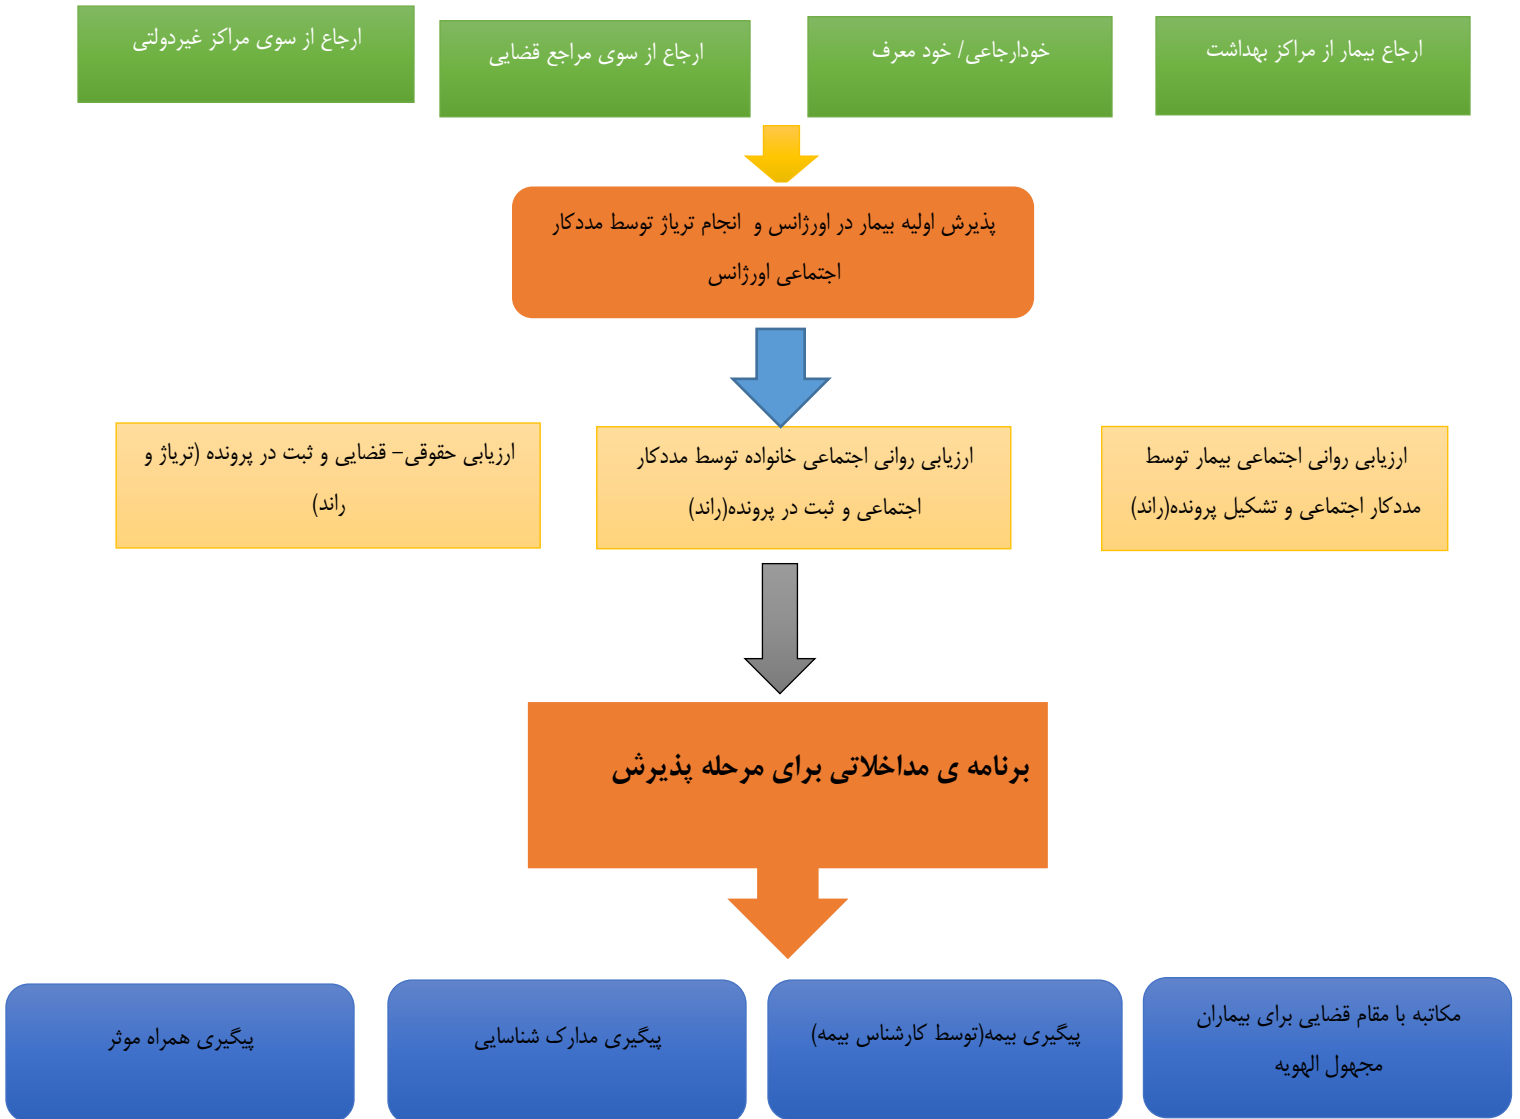 ارجاع بیمار از مراکز بهداشت
خودارجاعی/ خود معرف
ارجاع از سوی مراجع قضایی
ارجاع از سوی مراکز غیردولتی
پذیرش اولیه بیمار در اورژانس و انجام تریاژ توسط مددکار
اجتماعی اورژانس
ارزیابی روانی اجتماعی بیمار توسط
مددکار اجتماعی و تشکیل پرونده(راند)
ارزیابی روانی اجتماعی خانواده توسط مددکار
اجتماعی و ثبت در پرونده(راند)
ارزیابی حقوقی- قضایی و ثبت در پرونده (تریاژ و
راند)
برنامه ی مداخلاتی برای مرحله پذیرش
مکاتبه با مقام قضایی برای بیماران
مجهول الهویه
پیگیری بیمه(توسط کارشناس بیمه)
پیگیری مدارک شناسایی
پیگیری همراه موثر